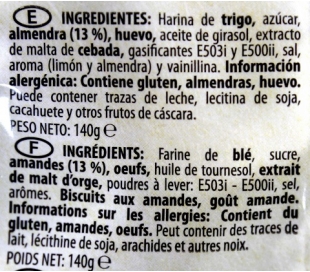 E INGREDIENTES: Harina de trigo, azúcar,
almendra (13 %), huevo, aceite de girasol, extracto
de malta de cebada, gasificantes E503i y E500ii, sal,
aroma (limón y almendra) y vainillina. Información
alergénica: Contiene gluten, almendras, huevo.
Puede contener trazas de leche, lecitina de soja,
cacahuete y otros frutos de cáscara.
PESO NETO: 140g ℮
F INGRÉDIENTS: Farine de blé, sucre,
amandes (13 %), oeufs, huile de tournesol, extrait
de malt d'orge, poudres à lever: E503i - E500ii, sel,
arômes. Biscuits aux amandes, goût amande.
Informations sur les allergies: Contient du
gluten, amandes, oeufs. Peut contenir des traces de
lait, lécithine de soja, arachides et autres noix.
POIDS NET: 140g ℮